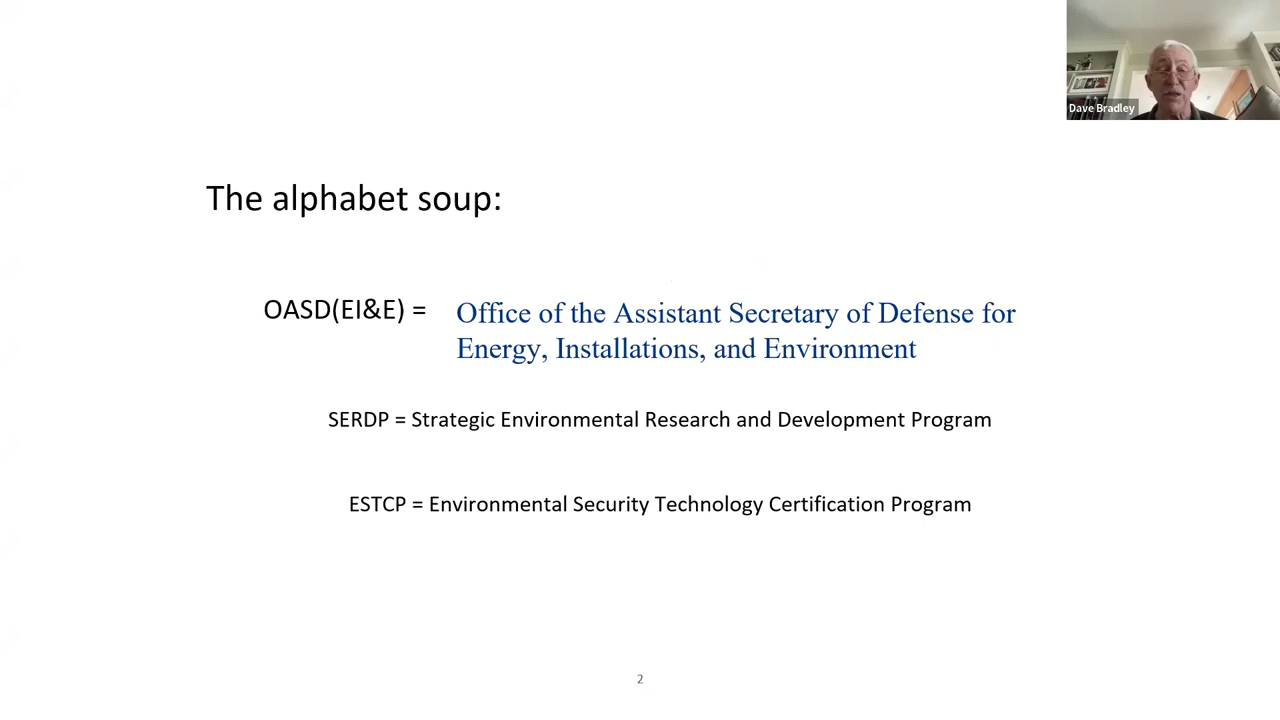 Dave Bradley
The alphabet soup:
OASD(EI&E) = Office of the Assistant Secretary of Defense for
Energy, Installations, and Environment
SERDP = Strategic Environmental Research and Development Program
ESTCP = Environmental Security Technology Certification Program
2